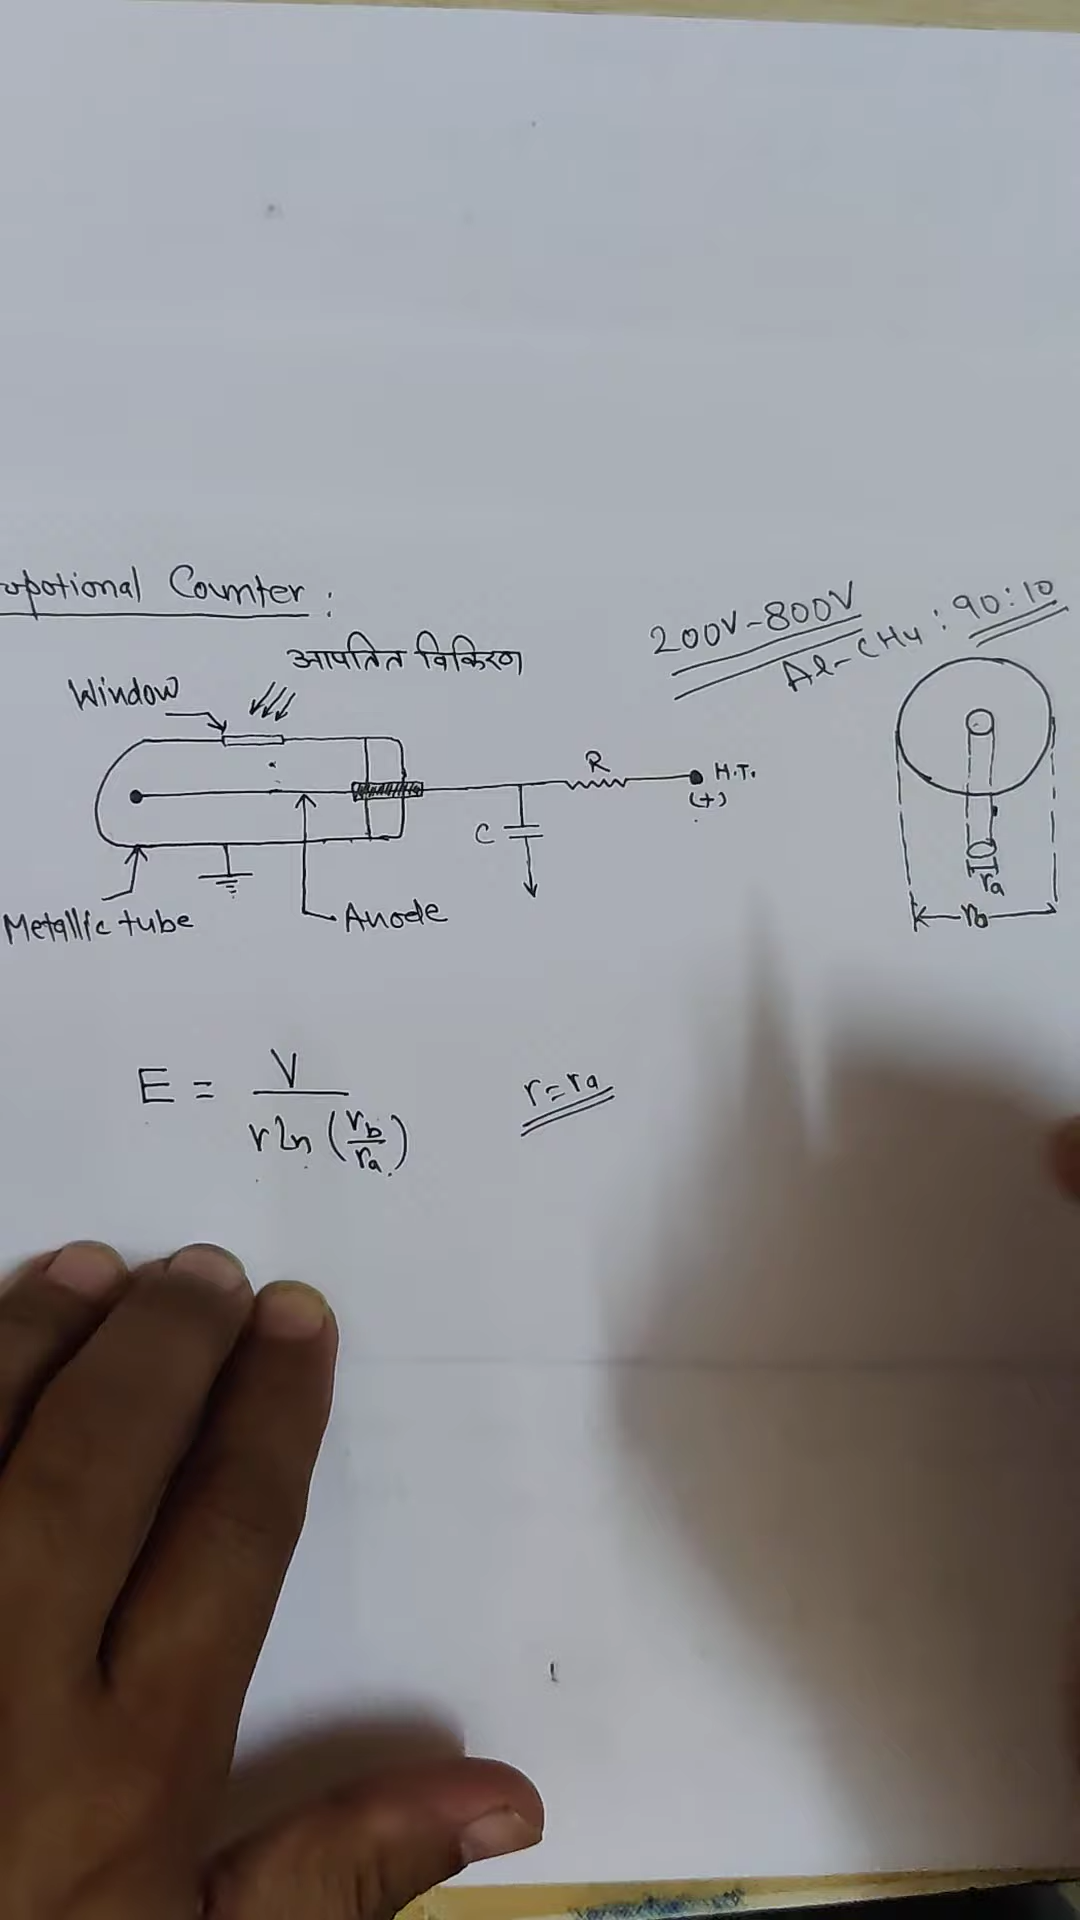 opotional Counter :
आपतित विकिरण
200V-800V
Al-CH4 : 90:10
Window
R
H.T.
(+)
C
Metallic tube
Anode
ra
rb
E = V / r ln (rb/ra)
r=ra